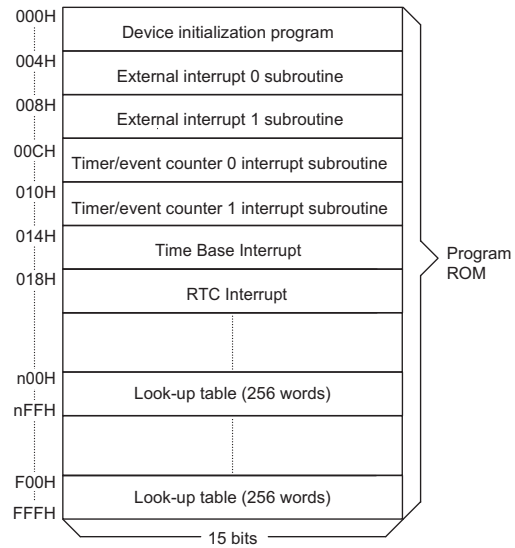 000H
Device initialization program
004H
External interrupt 0 subroutine
008H
External interrupt 1 subroutine
00CH
Timer/event counter 0 interrupt subroutine
010H
Timer/event counter 1 interrupt subroutine
014H
Time Base Interrupt
018H
RTC Interrupt
Program
ROM
n00H
Look-up table (256 words)
nFFH
F00H
Look-up table (256 words)
FFFH
15 bits